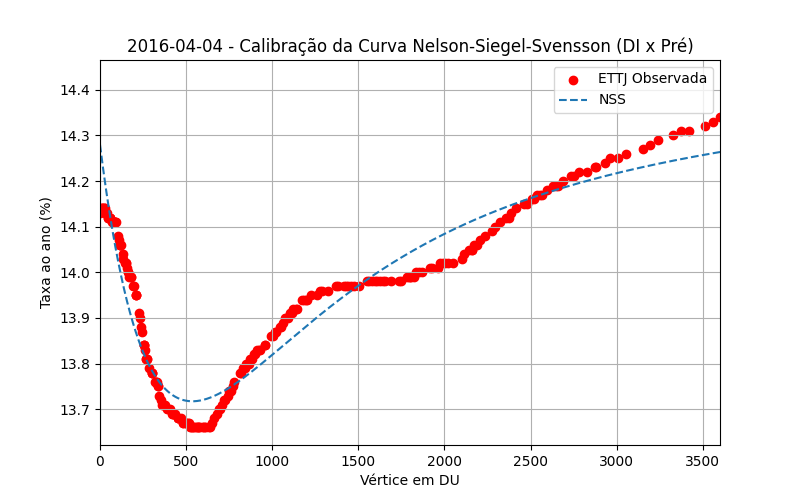 2016-04-04 - Calibração da Curva Nelson-Siegel-Svensson (DI x Pré)
ETTJ Observada
NSS
Taxa ao ano (%)
14.4
14.3
14.2
14.1
14.0
13.9
13.8
13.7
0 500 1000 1500 2000 2500 3000 3500
Vértice em DU